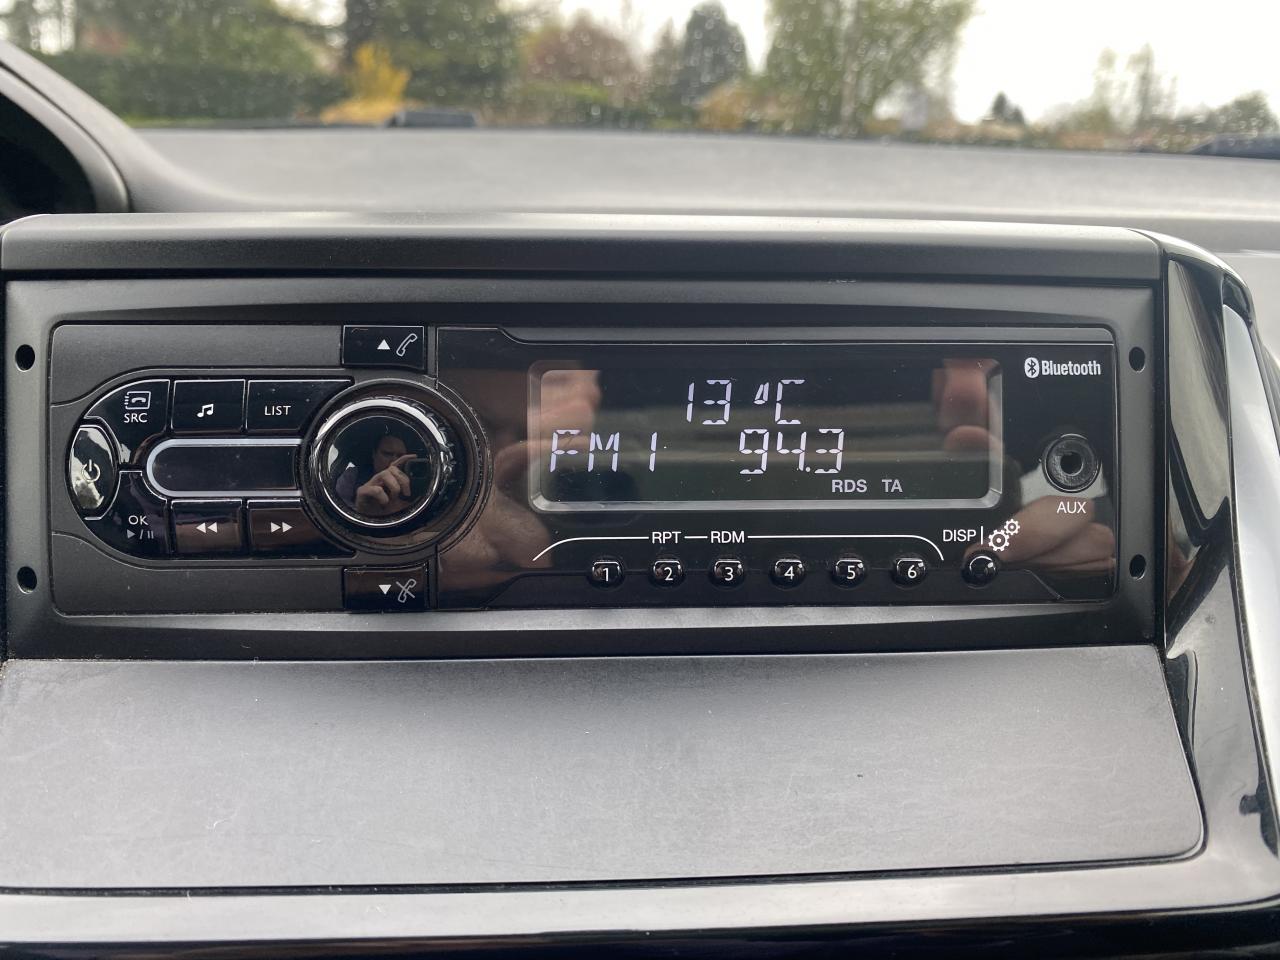 Bluetooth
SRC
LIST
13 °C
FM1 94.3
RDS TA
AUX
OK
RPT RDM
DISP
1 2 3 4 5 6